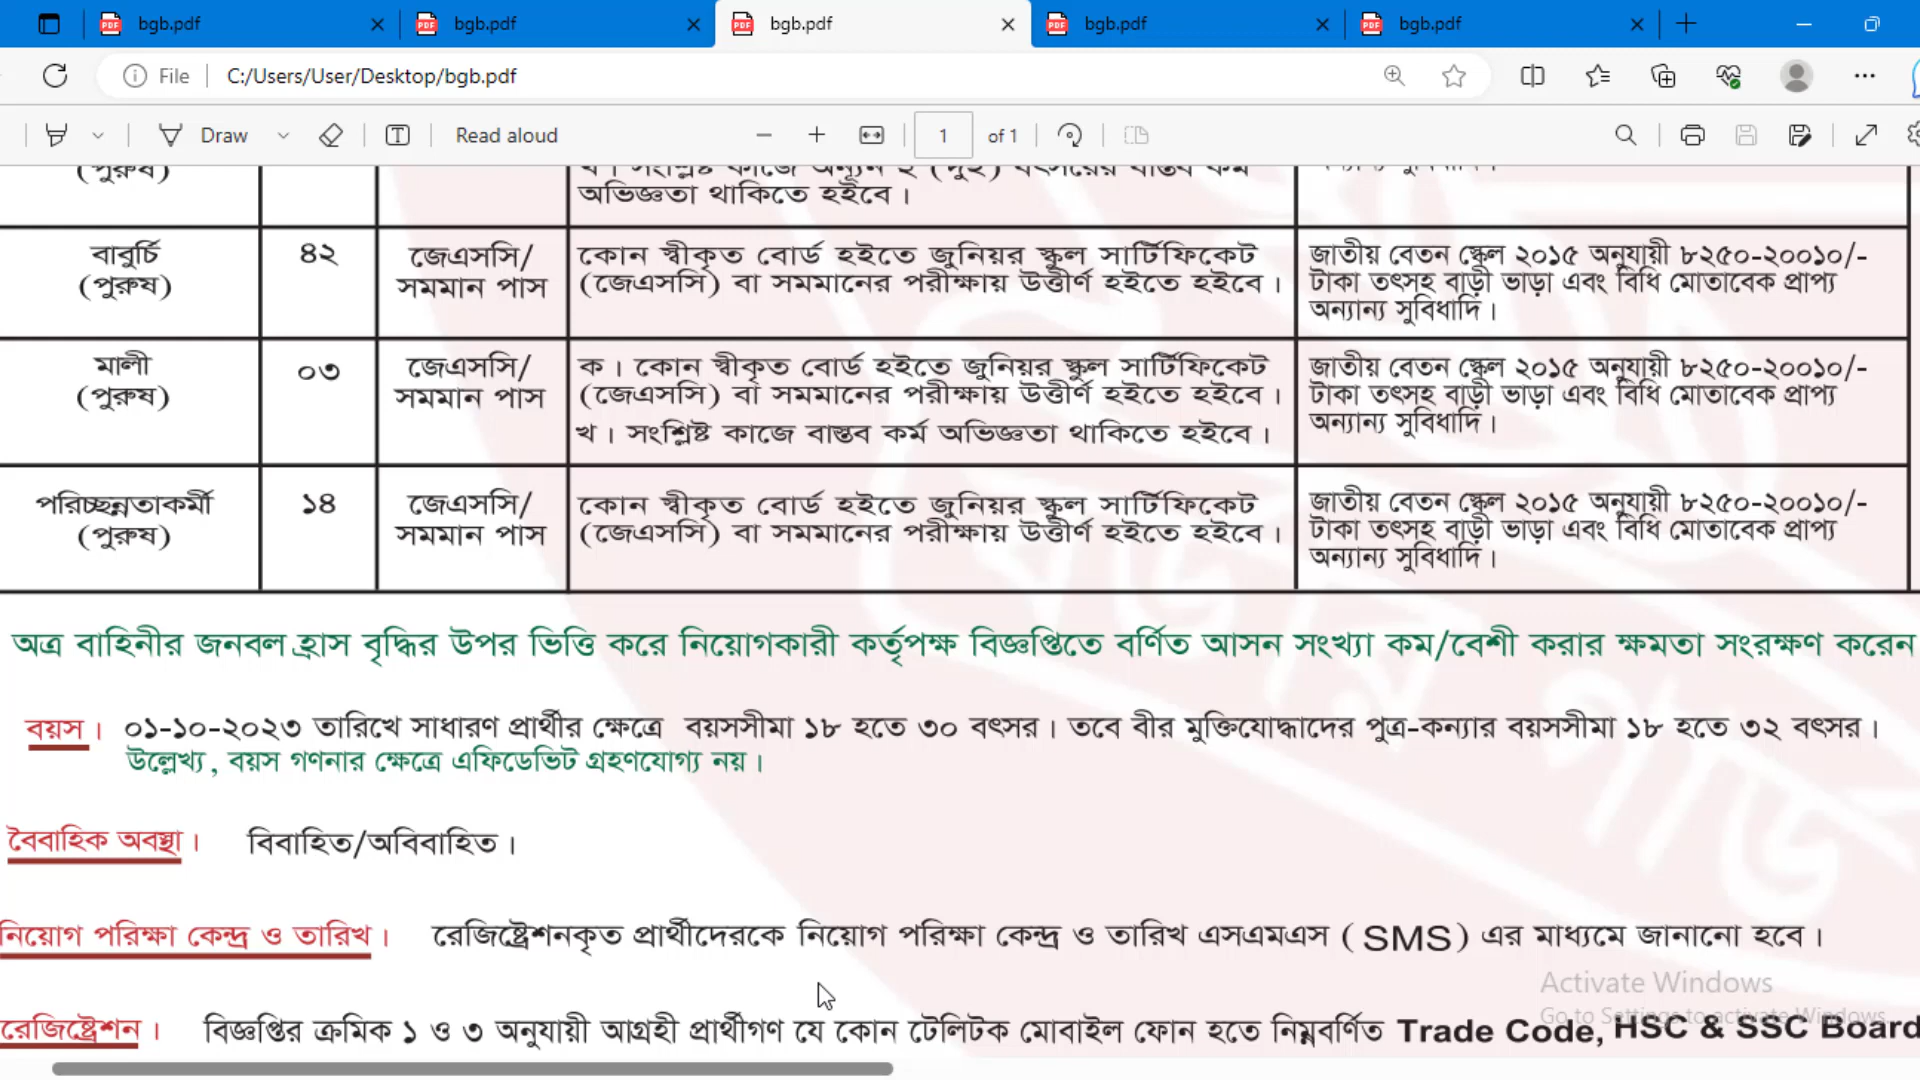 bgb.pdf bgb.pdf bgb.pdf bgb.pdf bgb.pdf
File C:/Users/User/Desktop/bgb.pdf
Draw Read aloud 1 of 1
(পুরুষ)
অভিজ্ঞতা থাকিতে হইবে।
বাবুর্চি
(পুরুষ)
৪২
জেএসসি/
সমমান পাস
কোন স্বীকৃত বোর্ড হইতে জুনিয়র স্কুল সার্টিফিকেট
(জেএসসি) বা সমমানের পরীক্ষায় উত্তীর্ণ হইতে হইবে।
জাতীয় বেতন স্কেল ২০১৫ অনুযায়ী ৮২৫০-২০০১০/-
টাকা তৎসহ বাড়ী ভাড়া এবং বিধি মোতাবেক প্রাপ্য
অন্যান্য সুবিধাদি।
মালী
(পুরুষ)
০৩
জেএসসি/
সমমান পাস
ক। কোন স্বীকৃত বোর্ড হইতে জুনিয়র স্কুল সার্টিফিকেট
(জেএসসি) বা সমমানের পরীক্ষায় উত্তীর্ণ হইতে হইবে।
খ। সংশ্লিষ্ট কাজে বাস্তব কর্ম অভিজ্ঞতা থাকিতে হইবে।
জাতীয় বেতন স্কেল ২০১৫ অনুযায়ী ৮২৫০-২০০১০/-
টাকা তৎসহ বাড়ী ভাড়া এবং বিধি মোতাবেক প্রাপ্য
অন্যান্য সুবিধাদি।
পরিচ্ছন্নতাকর্মী
(পুরুষ)
১৪
জেএসসি/
সমমান পাস
কোন স্বীকৃত বোর্ড হইতে জুনিয়র স্কুল সার্টিফিকেট
(জেএসসি) বা সমমানের পরীক্ষায় উত্তীর্ণ হইতে হইবে।
জাতীয় বেতন স্কেল ২০১৫ অনুযায়ী ৮২৫০-২০০১০/-
টাকা তৎসহ বাড়ী ভাড়া এবং বিধি মোতাবেক প্রাপ্য
অন্যান্য সুবিধাদি।
অত্র বাহিনীর জনবল হ্রাস বৃদ্ধির উপর ভিত্তি করে নিয়োগকারী কর্তৃপক্ষ বিজ্ঞপ্তিতে বর্ণিত আসন সংখ্যা কম/বেশী করার ক্ষমতা সংরক্ষণ করেন
বয়স। ০১-১০-২০২৩ তারিখে সাধারণ প্রার্থীর ক্ষেত্রে বয়সসীমা ১৮ হতে ৩০ বৎসর। তবে বীর মুক্তিযোদ্ধাদের পুত্র-কন্যার বয়সসীমা ১৮ হতে ৩২ বৎসর।
উল্লেখ্য, বয়স গণনার ক্ষেত্রে এফিডেভিট গ্রহণযোগ্য নয়।
বৈবাহিক অবস্থা। বিবাহিত/অবিবাহিত।
নিয়োগ পরিক্ষা কেন্দ্র ও তারিখ। রেজিষ্ট্রেশনকৃত প্রার্থীদেরকে নিয়োগ পরিক্ষা কেন্দ্র ও তারিখ এসএমএস ( SMS ) এর মাধ্যমে জানানো হবে।
Activate Windows
Go to Settings to activate Windows.
রেজিষ্ট্রেশন। বিজ্ঞপ্তির ক্রমিক ১ ও ৩ অনুযায়ী আগ্রহী প্রার্থীগণ যে কোন টেলিটক মোবাইল ফোন হতে নিম্নবর্ণিত Trade Code, HSC & SSC Board